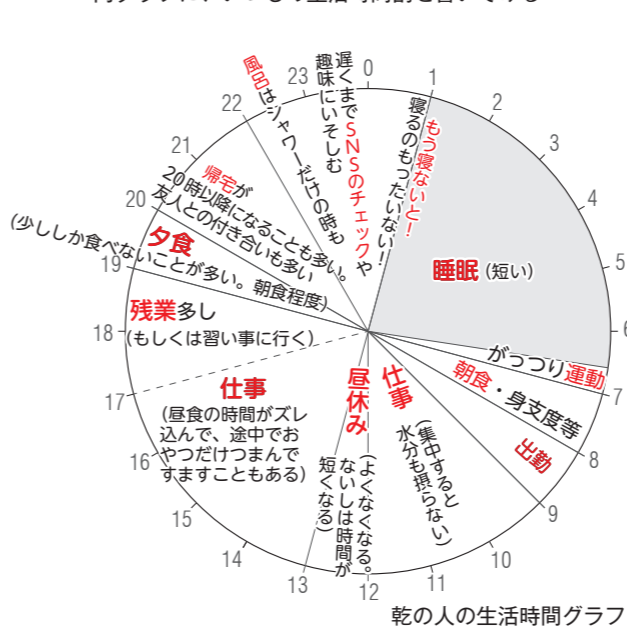 0
1
2
3
4
5
6
7
8
9
10
11
12
13
14
15
16
17
18
19
20
21
22
23
もう寝ないと!
寝るのもったいない!
睡眠(短い)
がっつり運動
朝食・身支度等
出勤
仕事
(集中すると
水分も摂らない)
昼休み
(よくなくなる。
ないしは時間が
短くなる)
仕事
(昼食の時間がズレ
込んで、途中でお
やつだけつまんで
すますこともある)
残業多し
(もしくは習い事に行く)
夕食
(少ししか食べないことが多い。朝食程度)
帰宅が
20時以降になることも多い。
友人との付き合いも多い
風呂はシャワーだけの時も
遅くまでSNSのチェックや
趣味にいそしむ
乾の人の生活時間グラフ